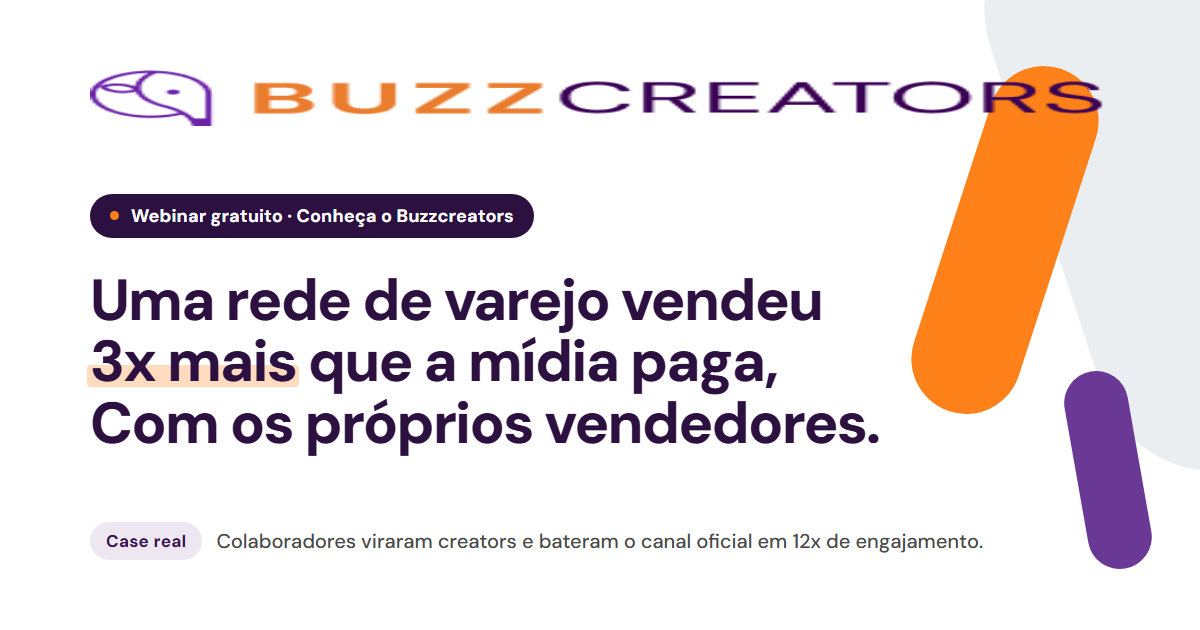 BUZZCREATORS
Webinar gratuito · Conheça o Buzzcreators
Uma rede de varejo vendeu
3x mais que a mídia paga,
Com os próprios vendedores.
Case real Colaboradores viraram creators e bateram o canal oficial em 12x de engajamento.